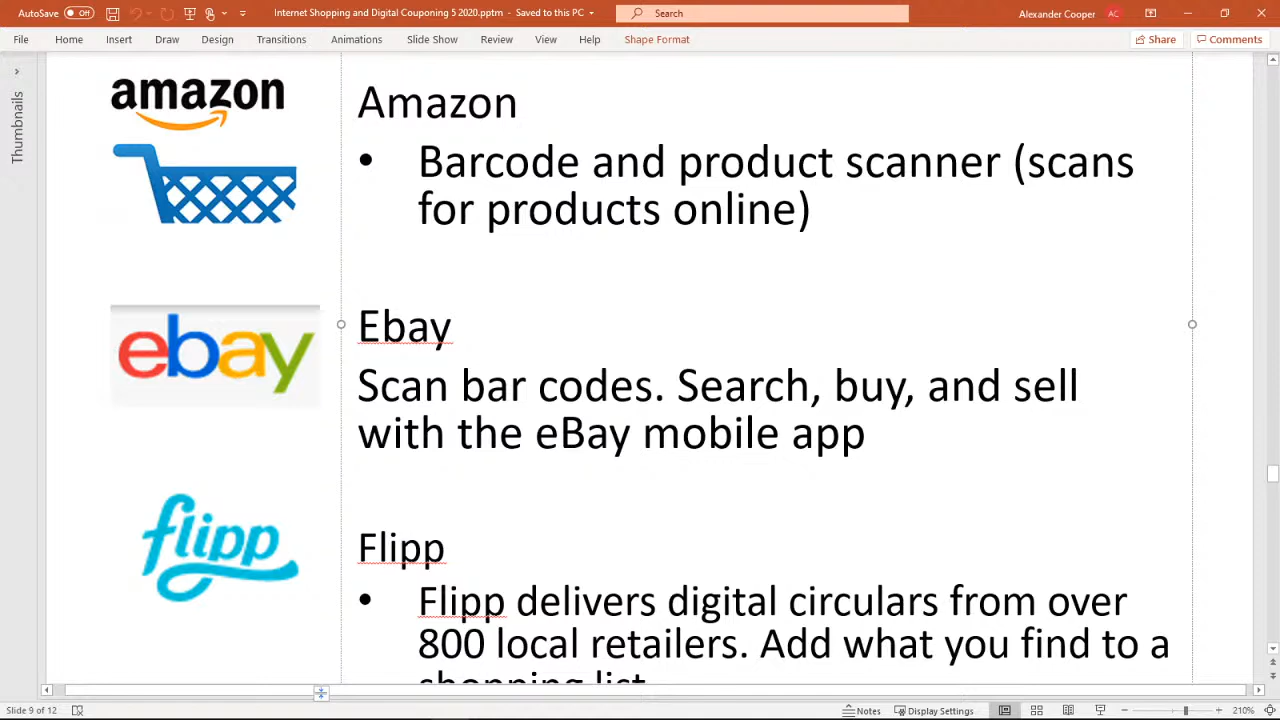 AutoSave Off Internet Shopping and Digital Couponing 5 2020.pptm - Saved to this PC Search Alexander Cooper AC
File Home Insert Draw Design Transitions Animations Slide Show Review View Help Shape Format Share Comments
Thumbnails
amazon
Amazon
• Barcode and product scanner (scans
for products online)
ebay
Ebay
Scan bar codes. Search, buy, and sell
with the eBay mobile app
flipp
Flipp
• Flipp delivers digital circulars from over
800 local retailers. Add what you find to a
shopping list
Slide 9 of 12 Notes Display Settings 210%